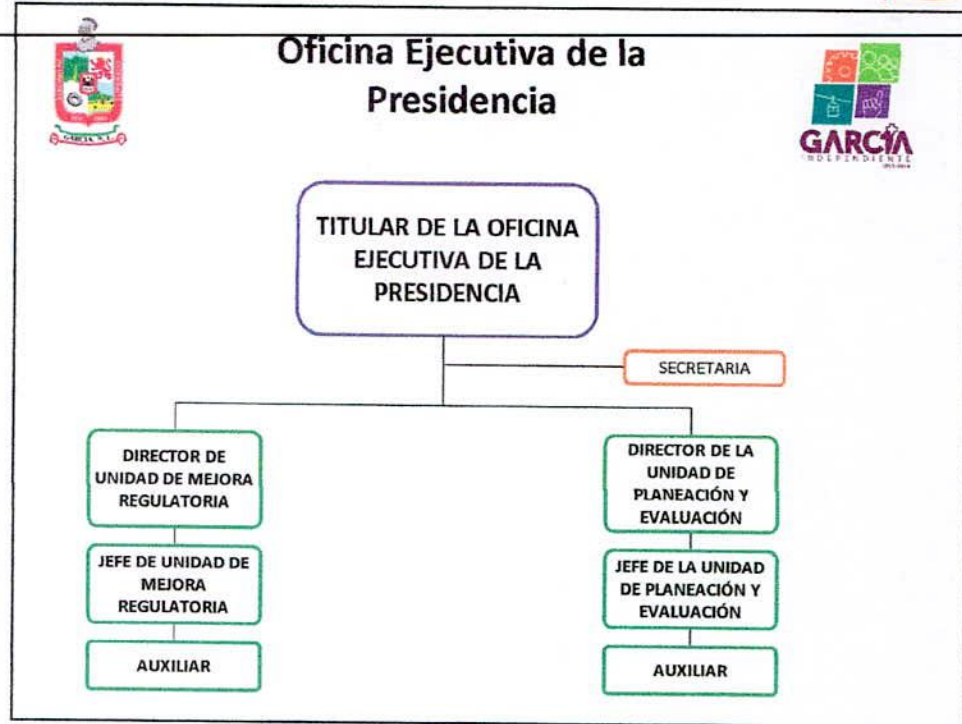 Oficina Ejecutiva de la
Presidencia
GARCIA, N. L.
GARCÍA
INDEPENDIENTE
TITULAR DE LA OFICINA
EJECUTIVA DE LA
PRESIDENCIA
SECRETARIA
DIRECTOR DE
UNIDAD DE MEJORA
REGULATORIA
JEFE DE UNIDAD DE
MEJORA
REGULATORIA
AUXILIAR
DIRECTOR DE LA
UNIDAD DE
PLANEACIÓN Y
EVALUACIÓN
JEFE DE LA UNIDAD
DE PLANEACIÓN Y
EVALUACIÓN
AUXILIAR